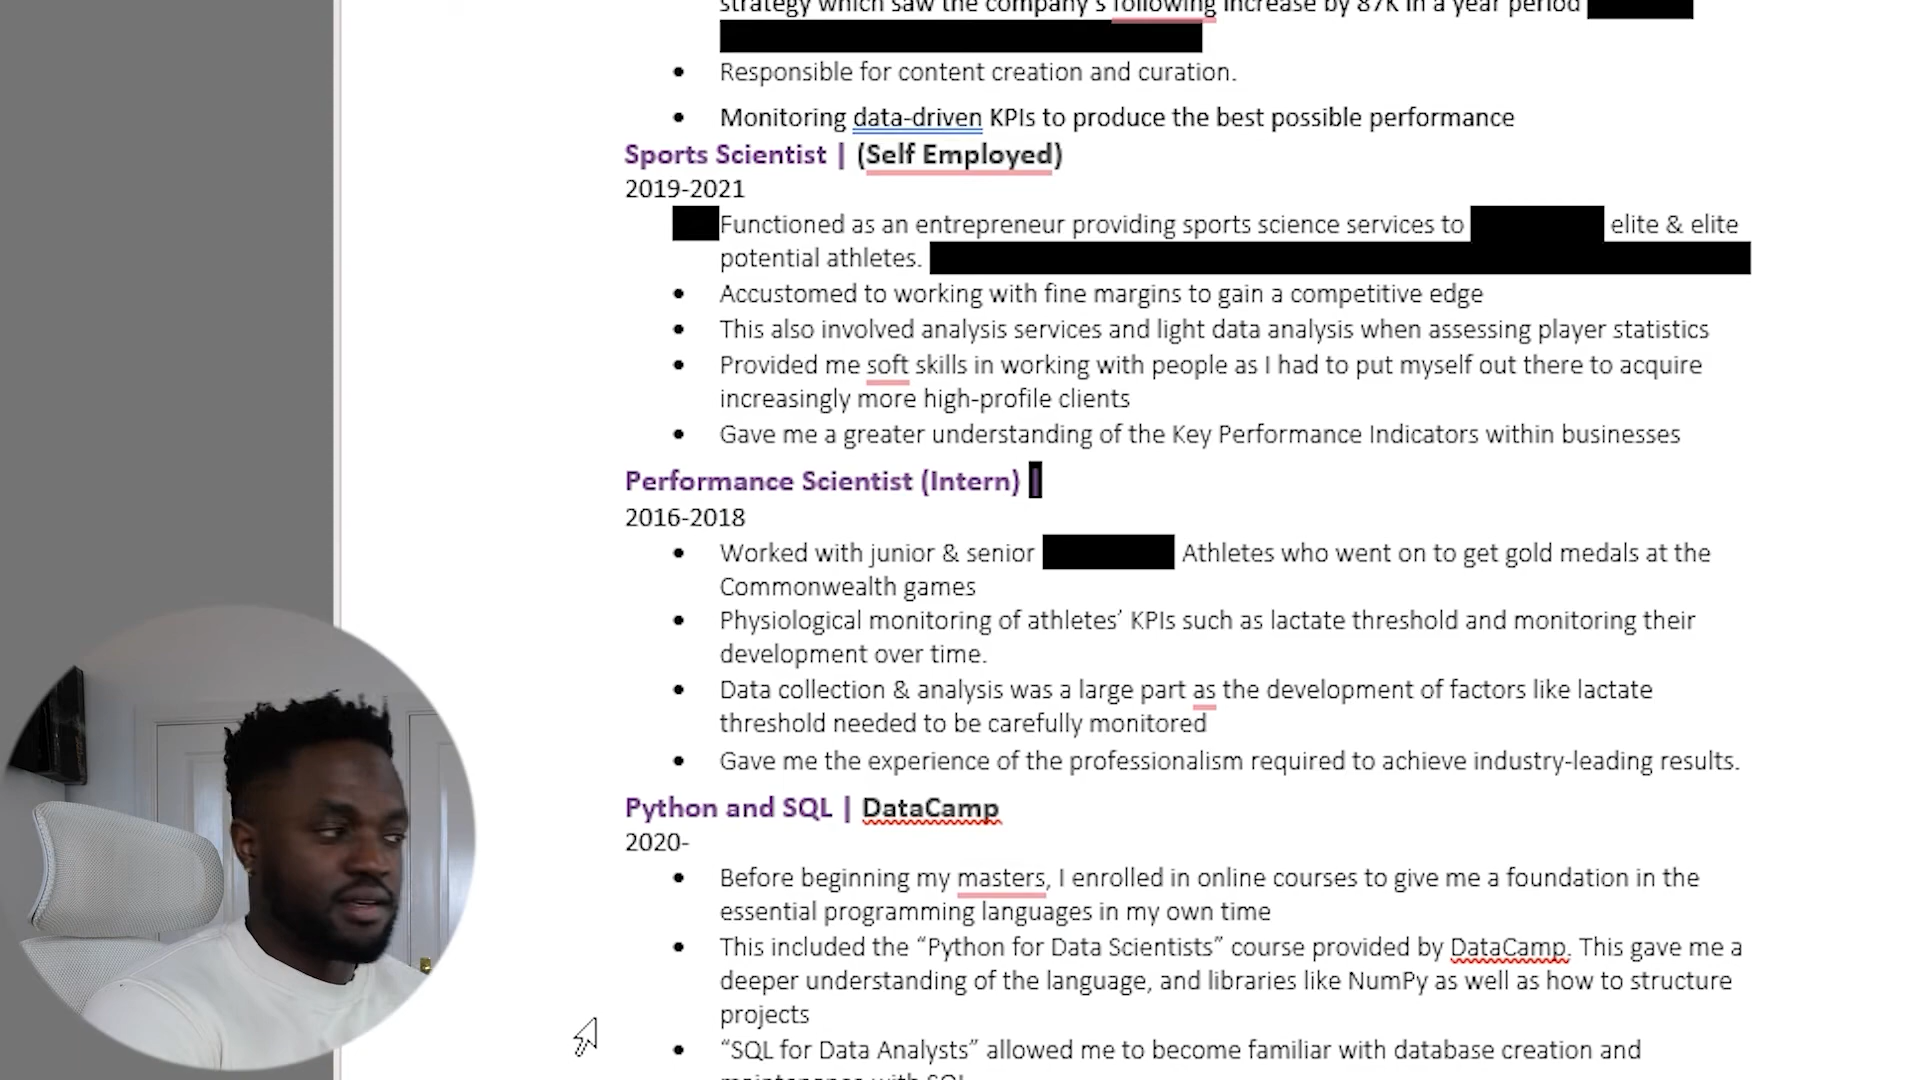 strategy which saw the company's following increase by 87K in a year period
Responsible for content creation and curation.
Monitoring data-driven KPIs to produce the best possible performance
Sports Scientist | (Self Employed)
2019-2021
Functioned as an entrepreneur providing sports science services to elite & elite
potential athletes.
Accustomed to working with fine margins to gain a competitive edge
This also involved analysis services and light data analysis when assessing player statistics
Provided me soft skills in working with people as I had to put myself out there to acquire
increasingly more high-profile clients
Gave me a greater understanding of the Key Performance Indicators within businesses
Performance Scientist (Intern) |
2016-2018
Worked with junior & senior Athletes who went on to get gold medals at the
Commonwealth games
Physiological monitoring of athletes’ KPIs such as lactate threshold and monitoring their
development over time.
Data collection & analysis was a large part as the development of factors like lactate
threshold needed to be carefully monitored
Gave me the experience of the professionalism required to achieve industry-leading results.
Python and SQL | DataCamp
2020-
Before beginning my masters, I enrolled in online courses to give me a foundation in the
essential programming languages in my own time
This included the “Python for Data Scientists” course provided by DataCamp. This gave me a
deeper understanding of the language, and libraries like NumPy as well as how to structure
projects
“SQL for Data Analysts” allowed me to become familiar with database creation and
maintenance with SQL